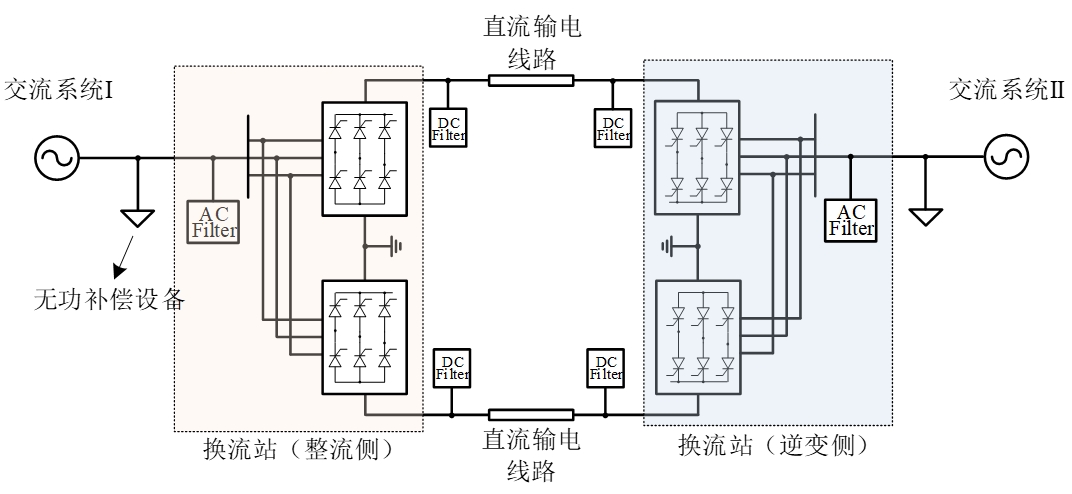 直流输电
线路
交流系统Ⅰ
交流系统Ⅱ
DC
Filter
DC
Filter
AC
Filter
AC
Filter
无功补偿设备
DC
Filter
DC
Filter
直流输电
线路
换流站（整流侧）
换流站（逆变侧）